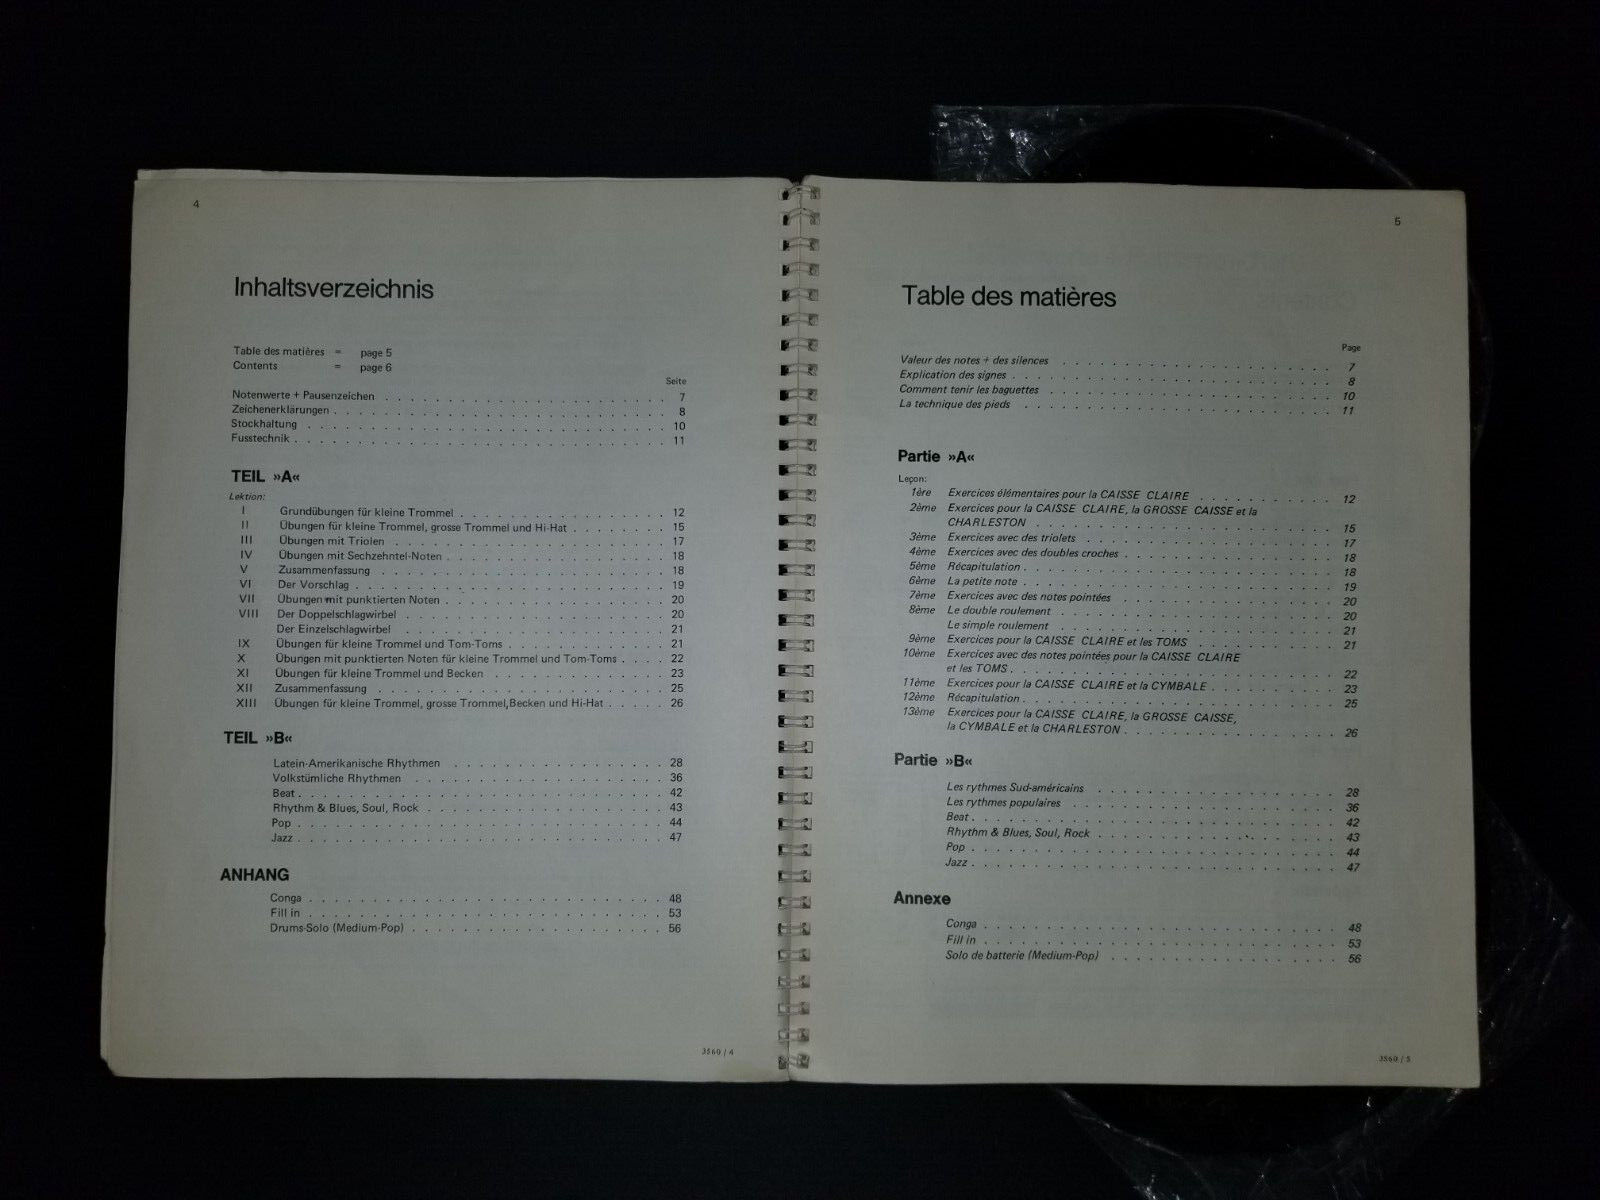 4
Inhaltsverzeichnis
Table des matières = page 5
Contents = page 6
Seite
Notenwerte + Pausenzeichen . . . . . . . . . . 7
Zeichenerklärungen . . . . . . . . . . 8
Stockhaltung . . . . . . . . . . 10
Fusstechnik . . . . . . . . . . 11
TEIL »A«
Lektion:
I Grundübungen für kleine Trommel . . . . . . . . . . 12
II Übungen für kleine Trommel, grosse Trommel und Hi-Hat . . . . . . . . 15
III Übungen mit Triolen . . . . . . . . . . 17
IV Übungen mit Sechzehntel-Noten . . . . . . . . . . 18
V Zusammenfassung . . . . . . . . . . 18
VI Der Vorschlag . . . . . . . . . . 19
VII Übungen mit punktierten Noten . . . . . . . . . . 20
VIII Der Doppelschlagwirbel . . . . . . . . . . 20
Der Einzelschlagwirbel . . . . . . . . . . 21
IX Übungen für kleine Trommel und Tom-Toms . . . . . . . . . . 21
X Übungen mit punktierten Noten für kleine Trommel und Tom-Toms . . . . 22
XI Übungen für kleine Trommel und Becken . . . . . . . . . . 23
XII Zusammenfassung . . . . . . . . . . 25
XIII Übungen für kleine Trommel, grosse Trommel,Becken und Hi-Hat . . . . . 26
TEIL »B«
Latein-Amerikanische Rhythmen . . . . . . . . . . 28
Volkstümliche Rhythmen . . . . . . . . . . 36
Beat . . . . . . . . . . 42
Rhythm & Blues, Soul, Rock . . . . . . . . . . 43
Pop . . . . . . . . . . 44
Jazz . . . . . . . . . . 47
ANHANG
Conga . . . . . . . . . . 48
Fill in . . . . . . . . . . 53
Drums-Solo (Medium-Pop) . . . . . . . . . . 56
3560 / 4
5
Table des matières
Page
Valeur des notes + des silences . . . . . . . . . . 7
Explication des signes . . . . . . . . . . 8
Comment tenir les baguettes . . . . . . . . . . 10
La technique des pieds . . . . . . . . . . 11
Partie »A«
Leçon:
1ère Exercices élémentaires pour la CAISSE CLAIRE . . . . . . . . . . 12
2ème Exercices pour la CAISSE CLAIRE, la GROSSE CAISSE et la
CHARLESTON . . . . . . . . . . 15
3ème Exercices avec des triolets . . . . . . . . . . 17
4ème Exercices avec des doubles croches . . . . . . . . . . 18
5ème Récapitulation . . . . . . . . . . 18
6ème La petite note . . . . . . . . . . 19
7ème Exercices avec des notes pointées . . . . . . . . . . 20
8ème Le double roulement . . . . . . . . . . 20
Le simple roulement . . . . . . . . . . 21
9ème Exercices pour la CAISSE CLAIRE et les TOMS . . . . . . . . . . 21
10ème Exercices avec des notes pointées pour la CAISSE CLAIRE
et les TOMS . . . . . . . . . . 22
11ème Exercices pour la CAISSE CLAIRE et la CYMBALE . . . . . . . . . . 23
12ème Récapitulation . . . . . . . . . . 25
13ème Exercices pour la CAISSE CLAIRE, la GROSSE CAISSE,
la CYMBALE et la CHARLESTON . . . . . . . . . . 26
Partie »B«
Les rythmes Sud-américains . . . . . . . . . . 28
Les rythmes populaires . . . . . . . . . . 36
Beat . . . . . . . . . . 42
Rhythm & Blues, Soul, Rock . . . . . . . . . . 43
Pop . . . . . . . . . . 44
Jazz . . . . . . . . . . 47
Annexe
Conga . . . . . . . . . . 48
Fill in . . . . . . . . . . 53
Solo de batterie (Medium-Pop) . . . . . . . . . . 56
3560 / 5